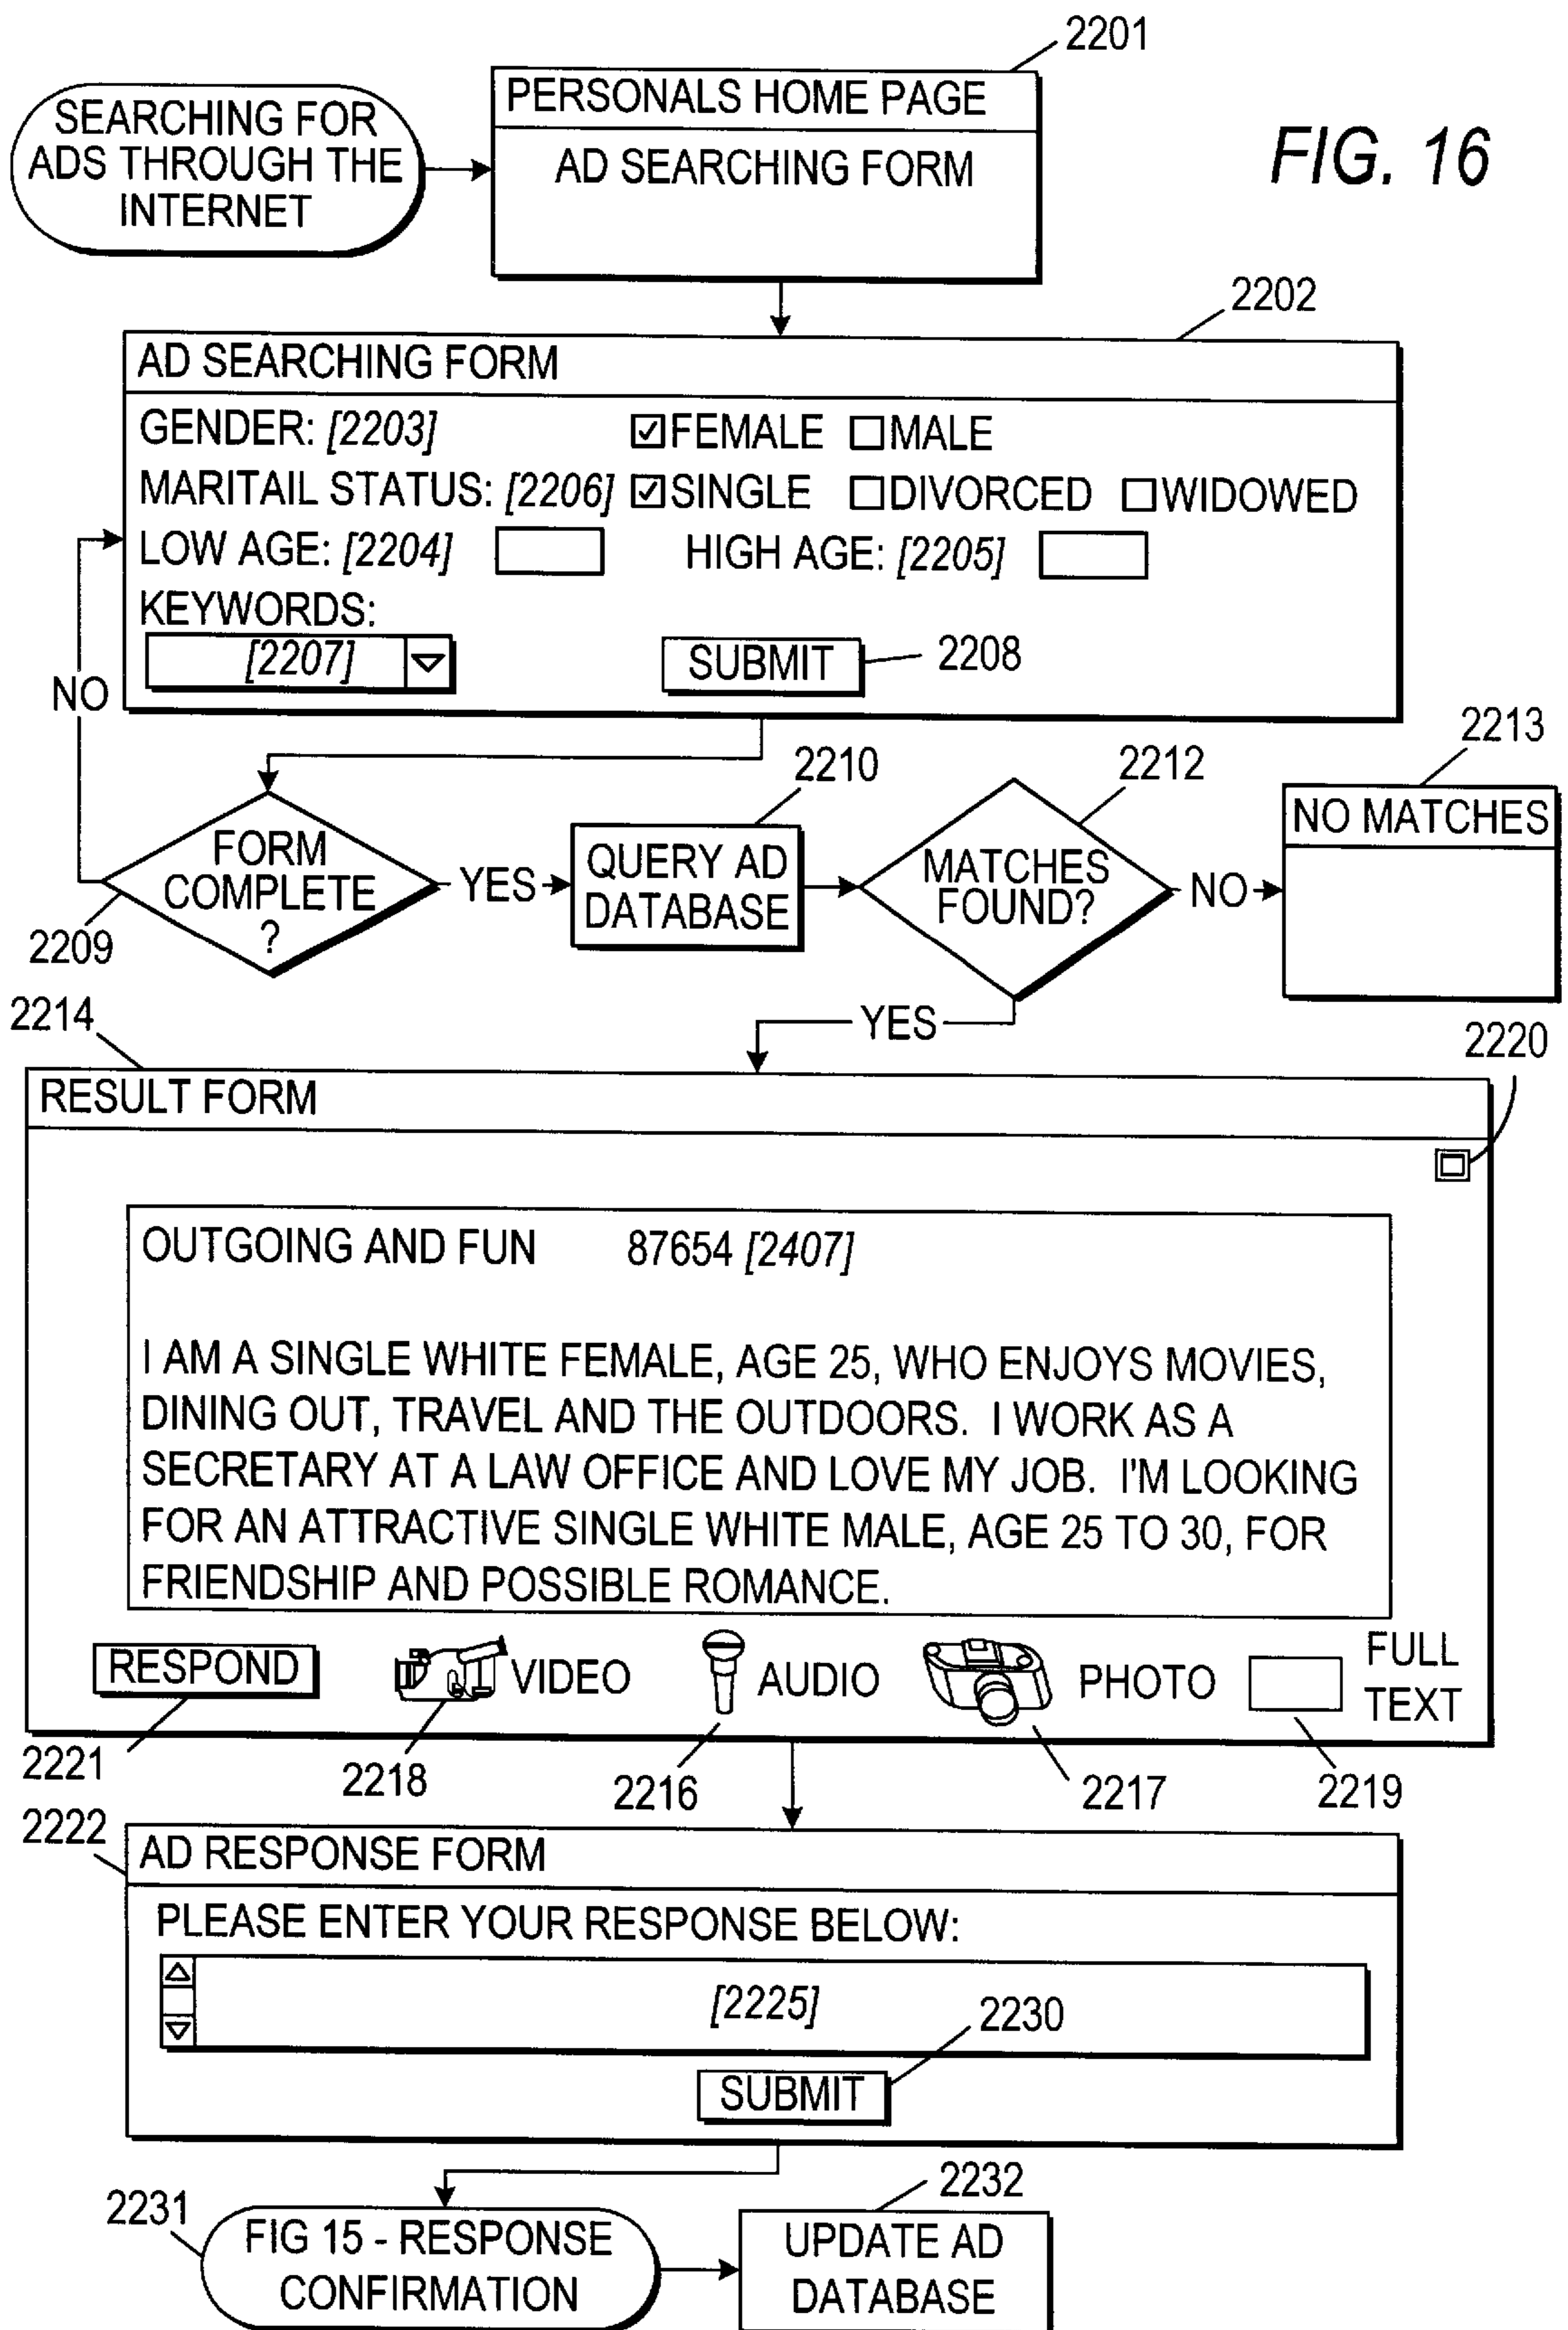 2201
SEARCHING FOR
ADS THROUGH THE
INTERNET
PERSONALS HOME PAGE
AD SEARCHING FORM
FIG. 16
2202
AD SEARCHING FORM
GENDER: [2203] FEMALE MALE
MARITAIL STATUS: [2206] SINGLE DIVORCED WIDOWED
LOW AGE: [2204] HIGH AGE: [2205]
KEYWORDS:
[2207] SUBMIT 2208
NO
2210
2212
2213
FORM
COMPLETE
?
2209
YES
QUERY AD
DATABASE
MATCHES
FOUND?
NO
NO MATCHES
YES
2214
2220
RESULT FORM
OUTGOING AND FUN 87654 [2407]
I AM A SINGLE WHITE FEMALE, AGE 25, WHO ENJOYS MOVIES,
DINING OUT, TRAVEL AND THE OUTDOORS. I WORK AS A
SECRETARY AT A LAW OFFICE AND LOVE MY JOB. I'M LOOKING
FOR AN ATTRACTIVE SINGLE WHITE MALE, AGE 25 TO 30, FOR
FRIENDSHIP AND POSSIBLE ROMANCE.
RESPOND VIDEO AUDIO PHOTO FULL
TEXT
2221 2218 2216 2217 2219
2222
AD RESPONSE FORM
PLEASE ENTER YOUR RESPONSE BELOW:
[2225]
2230
SUBMIT
2231
2232
FIG 15 - RESPONSE
CONFIRMATION
UPDATE AD
DATABASE